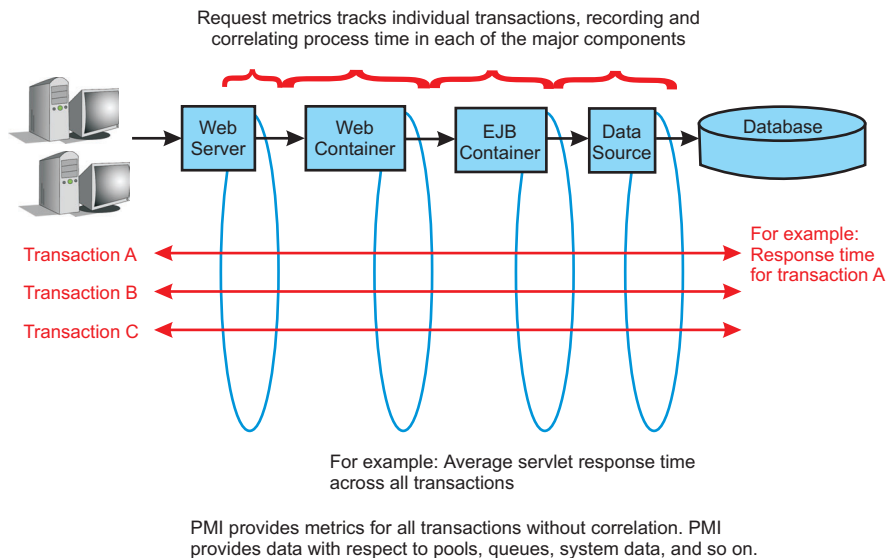 Request metrics tracks individual transactions, recording and
correlating process time in each of the major components
Web
Server
Web
Container
EJB
Container
Data
Source
Database
Transaction A
For example:
Response time
for transaction A
Transaction B
Transaction C
For example: Average servlet response time
across all transactions
PMI provides metrics for all transactions without correlation. PMI
provides data with respect to pools, queues, system data, and so on.